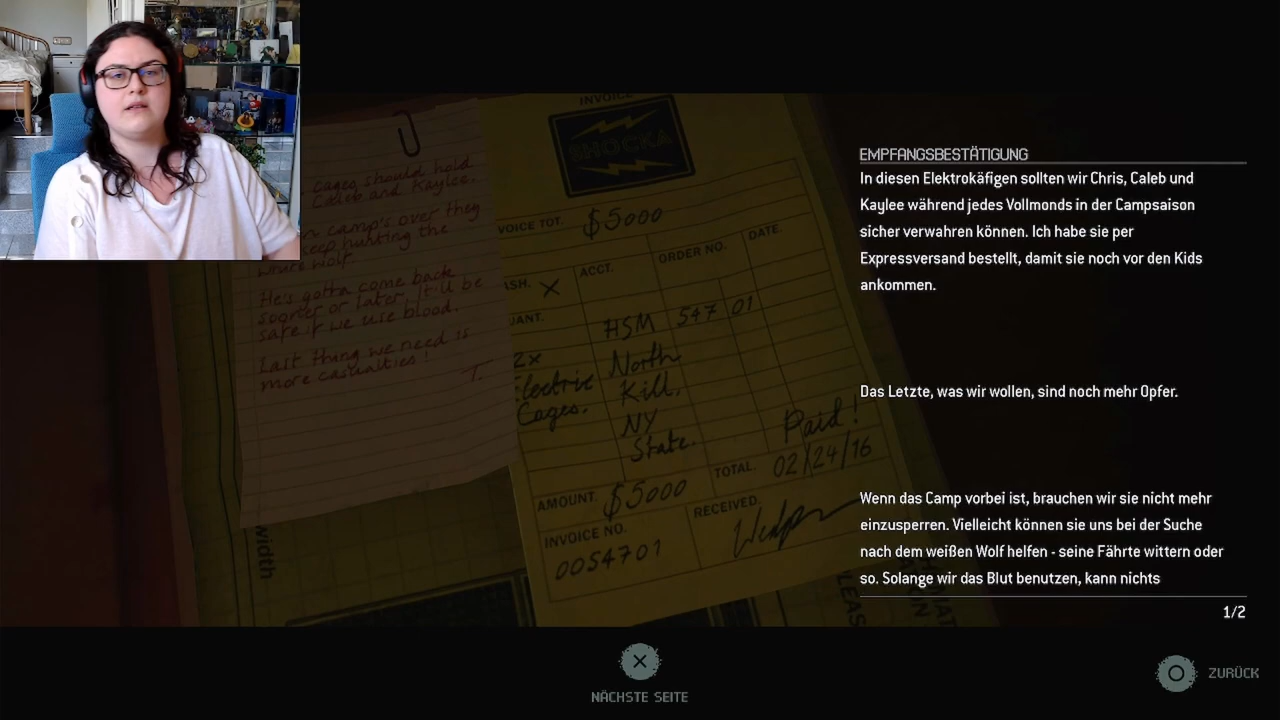 cages should hold
Caleb and Kaylee.
camp's over they
keep hunting the
white wolf
He's gotta come back
sooner or later. It'll be
safe if we use blood.
Last thing we need is
more casualties!
T.
width
INVOICE
SHOCKA
VOICE TOT. $5000
ASH. X ACCT. ORDER NO. DATE.
UANT. HSM 547 01
2x North
Electric Kill,
Cages. NY
State.
Paid!
AMOUNT. $5000 TOTAL. 02/24/16
INVOICE NO. RECEIVED.
0054701
EMPFANGSBESTÄTIGUNG
In diesen Elektrokäfigen sollten wir Chris, Caleb und
Kaylee während jedes Vollmonds in der Campsaison
sicher verwahren können. Ich habe sie per
Expressversand bestellt, damit sie noch vor den Kids
ankommen.
Das Letzte, was wir wollen, sind noch mehr Opfer.
Wenn das Camp vorbei ist, brauchen wir sie nicht mehr
einzusperren. Vielleicht können sie uns bei der Suche
nach dem weißen Wolf helfen - seine Fährte wittern oder
so. Solange wir das Blut benutzen, kann nichts
1/2
NÄCHSTE SEITE
ZURÜCK